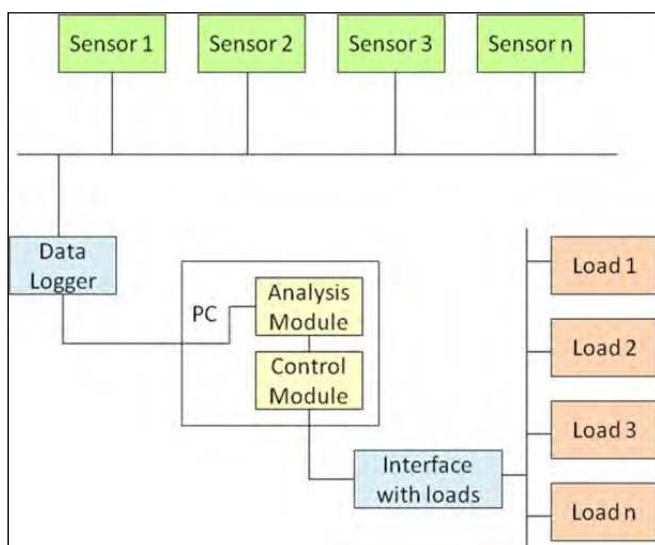 Sensor 1
Sensor 2
Sensor 3
Sensor n
Data
Logger
PC
Analysis
Module
Control
Module
Interface
with loads
Load 1
Load 2
Load 3
Load n